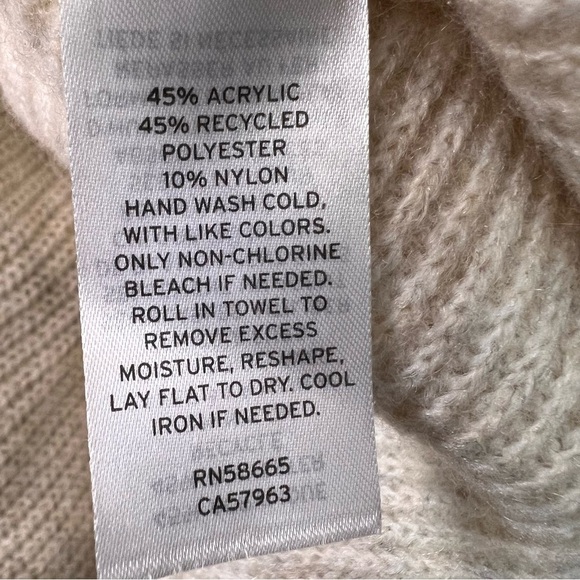 45% ACRYLIC
45% RECYCLED
POLYESTER
10% NYLON
HAND WASH COLD,
WITH LIKE COLORS.
ONLY NON-CHLORINE
BLEACH IF NEEDED.
ROLL IN TOWEL TO
REMOVE EXCESS
MOISTURE, RESHAPE,
LAY FLAT TO DRY. COOL
IRON IF NEEDED.
RN58665
CA57963